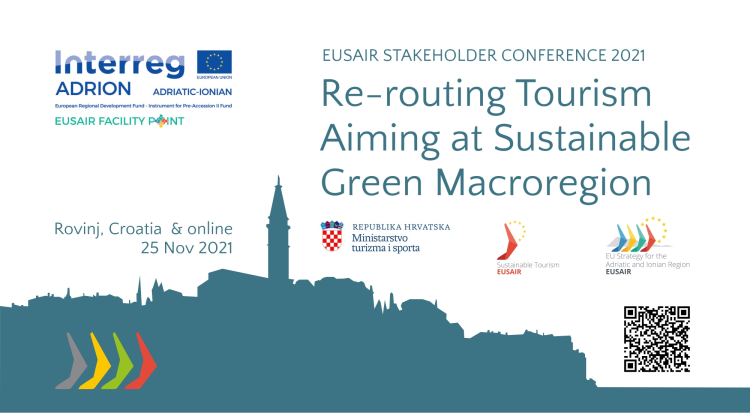 Interreg
EUROPEAN UNION
ADRION ADRIATIC-IONIAN
European Regional Development Fund - Instrument for Pre-Accession II Fund
EUSAIR FACILITY POINT
EUSAIR STAKEHOLDER CONFERENCE 2021
Re-routing Tourism
Aiming at Sustainable
Green Macroregion
Rovinj, Croatia & online
25 Nov 2021
REPUBLIKA HRVATSKA
Ministarstvo
turizma i sporta
Sustainable Tourism
EUSAIR
EU Strategy for the
Adriatic and Ionian Region
EUSAIR